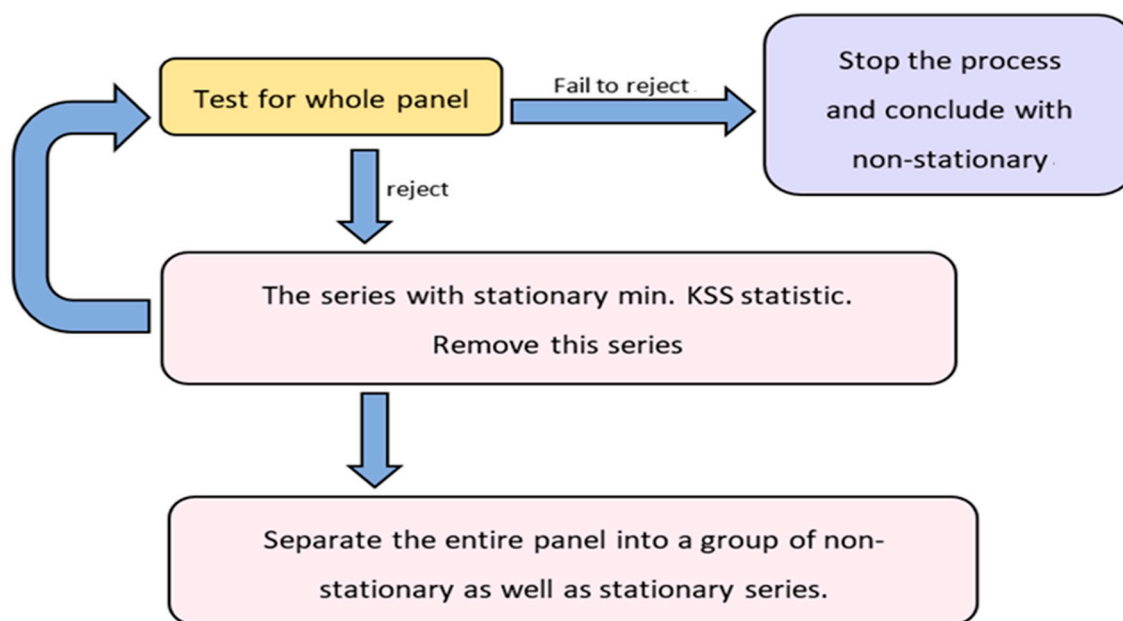 Test for whole panel
Fail to reject
Stop the process
and conclude with
non-stationary
reject
The series with stationary min. KSS statistic.
Remove this series
Separate the entire panel into a group of non-
stationary as well as stationary series.